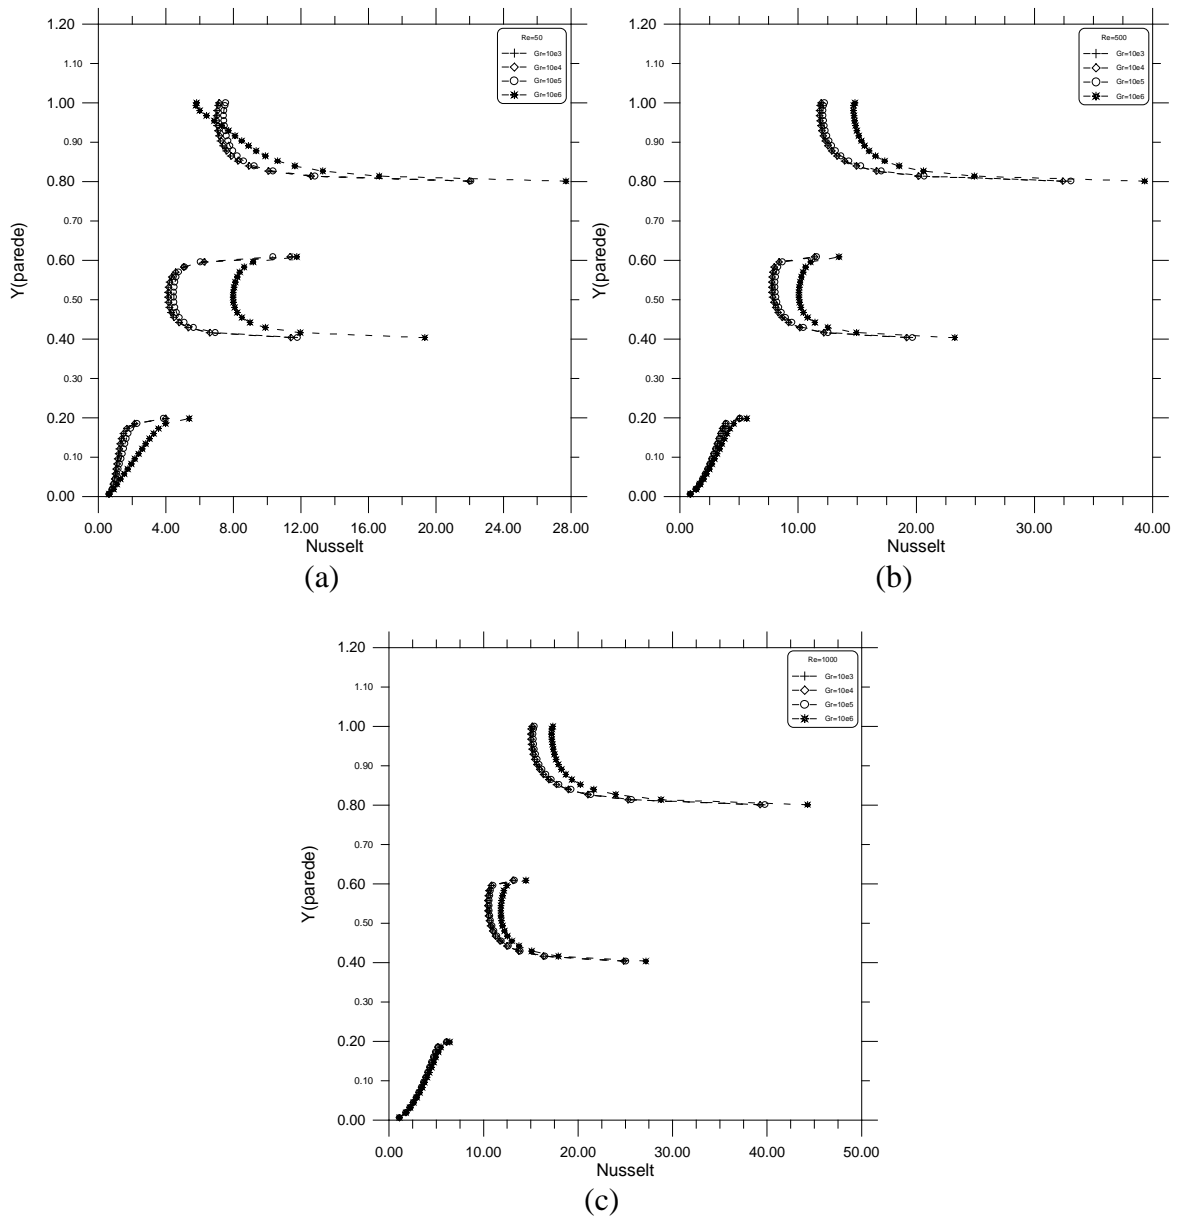 1.20
1.10
1.00
0.90
0.80
0.70
0.60
0.50
0.40
0.30
0.20
0.10
0.00
Y(parede)
0.00 4.00 8.00 12.00 16.00 20.00 24.00 28.00
Nusselt
Re=50
Gr=10e3
Gr=10e4
Gr=10e5
Gr=10e6
(a)
1.20
1.10
1.00
0.90
0.80
0.70
0.60
0.50
0.40
0.30
0.20
0.10
0.00
Y(parede)
0.00 10.00 20.00 30.00 40.00
Nusselt
Re=500
Gr=10e3
Gr=10e4
Gr=10e5
Gr=10e6
(b)
1.20
1.10
1.00
0.90
0.80
0.70
0.60
0.50
0.40
0.30
0.20
0.10
0.00
Y(parede)
0.00 10.00 20.00 30.00 40.00 50.00
Nusselt
Re=1000
Gr=10e3
Gr=10e4
Gr=10e5
Gr=10e6
(c)